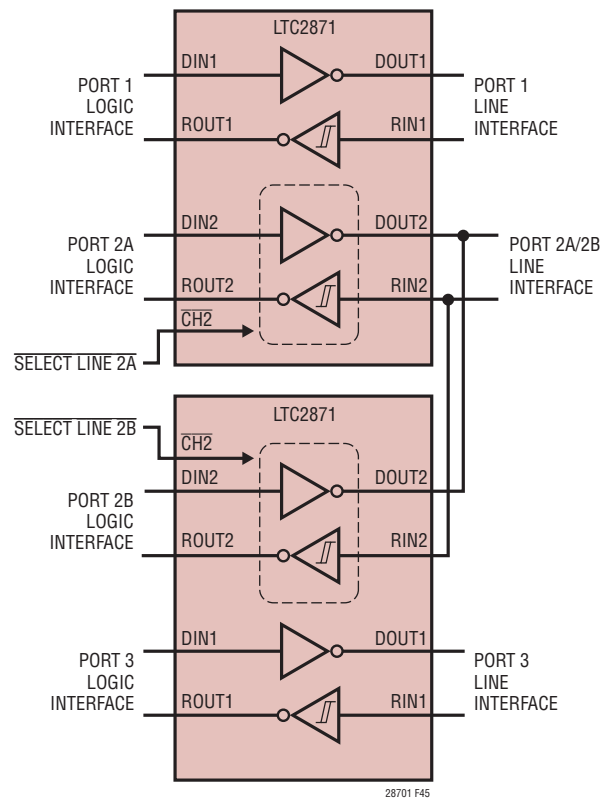 LTC2871
DIN1
DOUT1
PORT 1
LOGIC
INTERFACE
PORT 1
LINE
INTERFACE
ROUT1
RIN1
DIN2
DOUT2
PORT 2A
LOGIC
INTERFACE
PORT 2A/2B
LINE
INTERFACE
ROUT2
RIN2
CH2
SELECT LINE 2A
LTC2871
SELECT LINE 2B
CH2
DIN2
DOUT2
PORT 2B
LOGIC
INTERFACE
ROUT2
RIN2
DIN1
DOUT1
PORT 3
LOGIC
INTERFACE
PORT 3
LINE
INTERFACE
ROUT1
RIN1
28701 F45